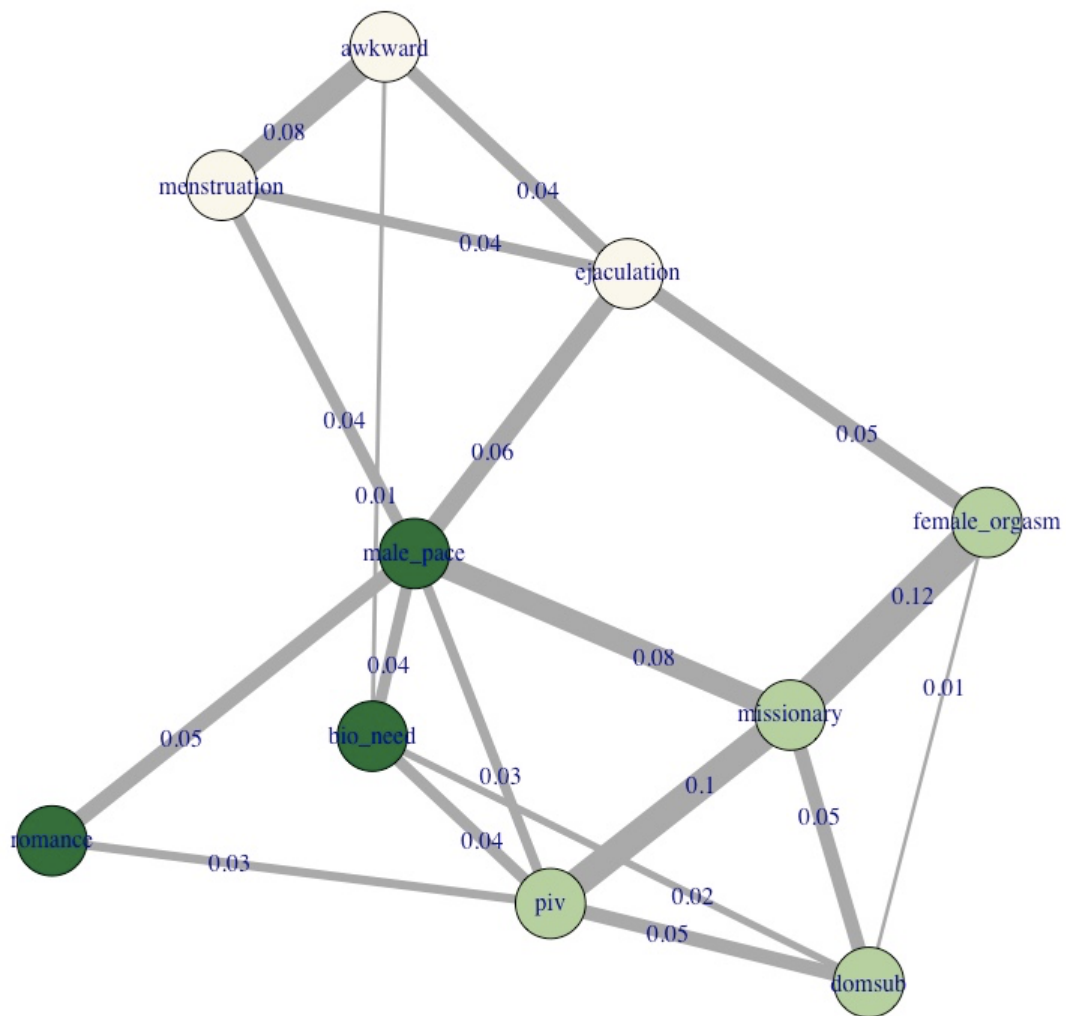 awkward
0.08
menstruation
0.04
0.04
ejaculation
0.04
0.05
0.06
0.01
female_orgasm
male_pace
0.12
0.04
0.08
0.01
missionary
bio_need
0.05
0.03
0.1
0.05
romance
0.04
0.03
0.02
piv
0.05
domsub